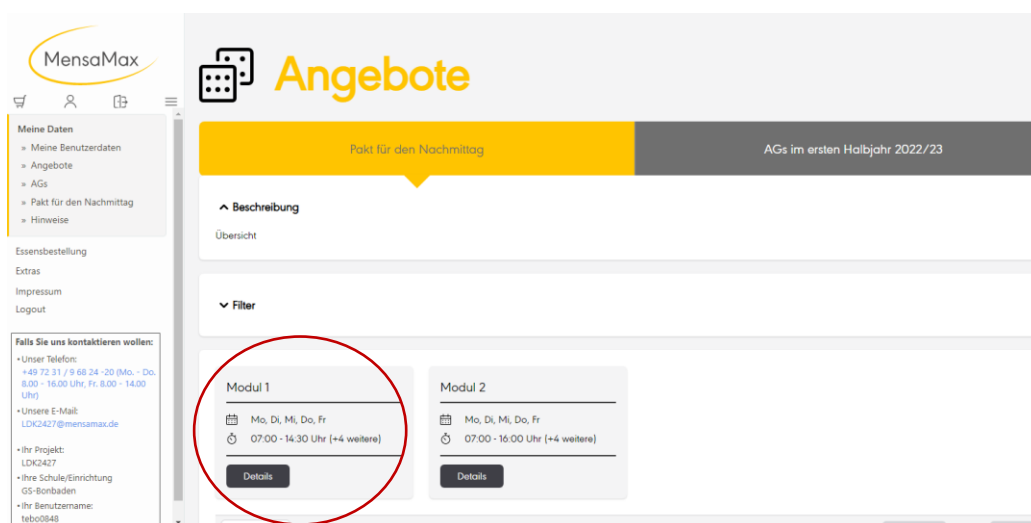 MensaMax
Meine Daten
» Meine Benutzerdaten
» Angebote
» AGs
» Pakt für den Nachmittag
» Hinweise
Essensbestellung
Extras
Impressum
Logout
Falls Sie uns kontaktieren wollen:
• Unser Telefon:
+49 72 31 / 9 68 24 -20 (Mo. - Do.
8.00 - 16.00 Uhr, Fr. 8.00 - 14.00
Uhr)
• Unsere E-Mail:
LDK2427@mensamax.de
• Ihr Projekt:
LDK2427
• Ihre Schule/Einrichtung
GS-Bonbaden
• Ihr Benutzername:
tebo0848
Angebote
Pakt für den Nachmittag
AGs im ersten Halbjahr 2022/23
Beschreibung
Übersicht
Filter
Modul 1
Mo, Di, Mi, Do, Fr
07:00 - 14:30 Uhr (+4 weitere)
Details
Modul 2
Mo, Di, Mi, Do, Fr
07:00 - 16:00 Uhr (+4 weitere)
Details